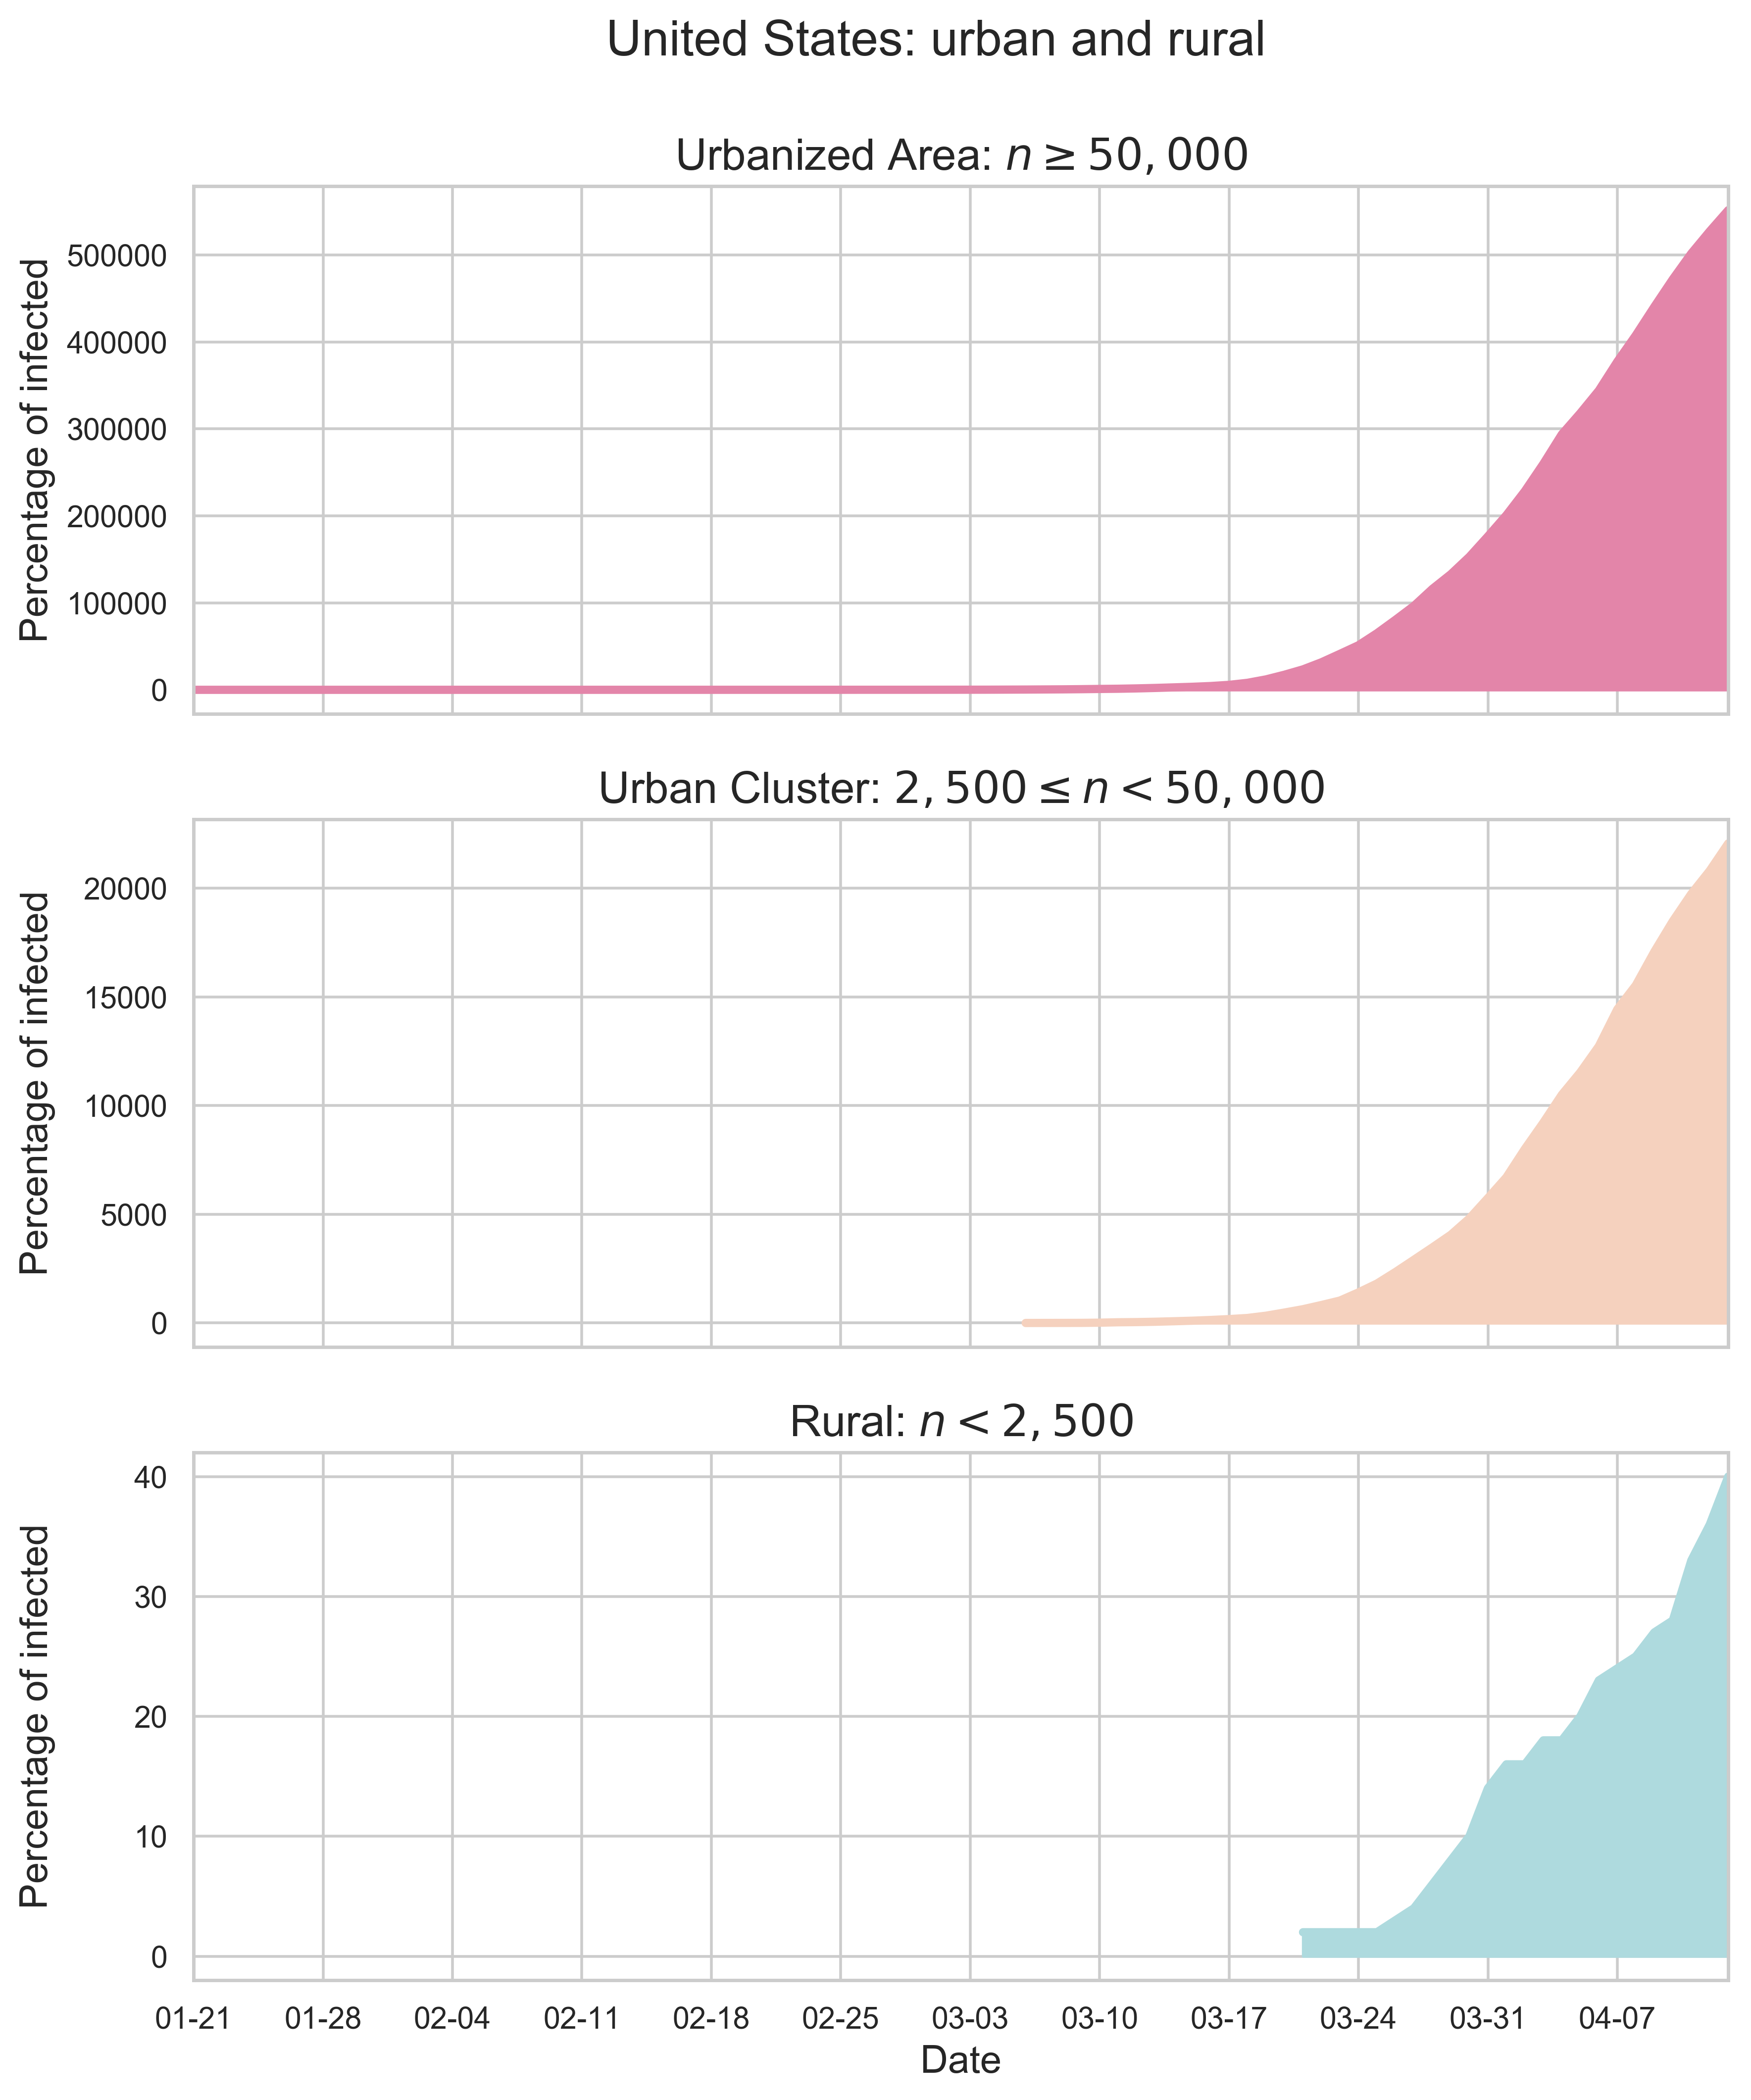 United States: urban and rural
Urbanized Area: n ≥ 50, 000
Percentage of infected
500000
400000
300000
200000
100000
0
Urban Cluster: 2, 500 ≤ n < 50, 000
Percentage of infected
20000
15000
10000
5000
0
Rural: n < 2, 500
Percentage of infected
40
30
20
10
0
01-21 01-28 02-04 02-11 02-18 02-25 03-03 03-10 03-17 03-24 03-31 04-07
Date